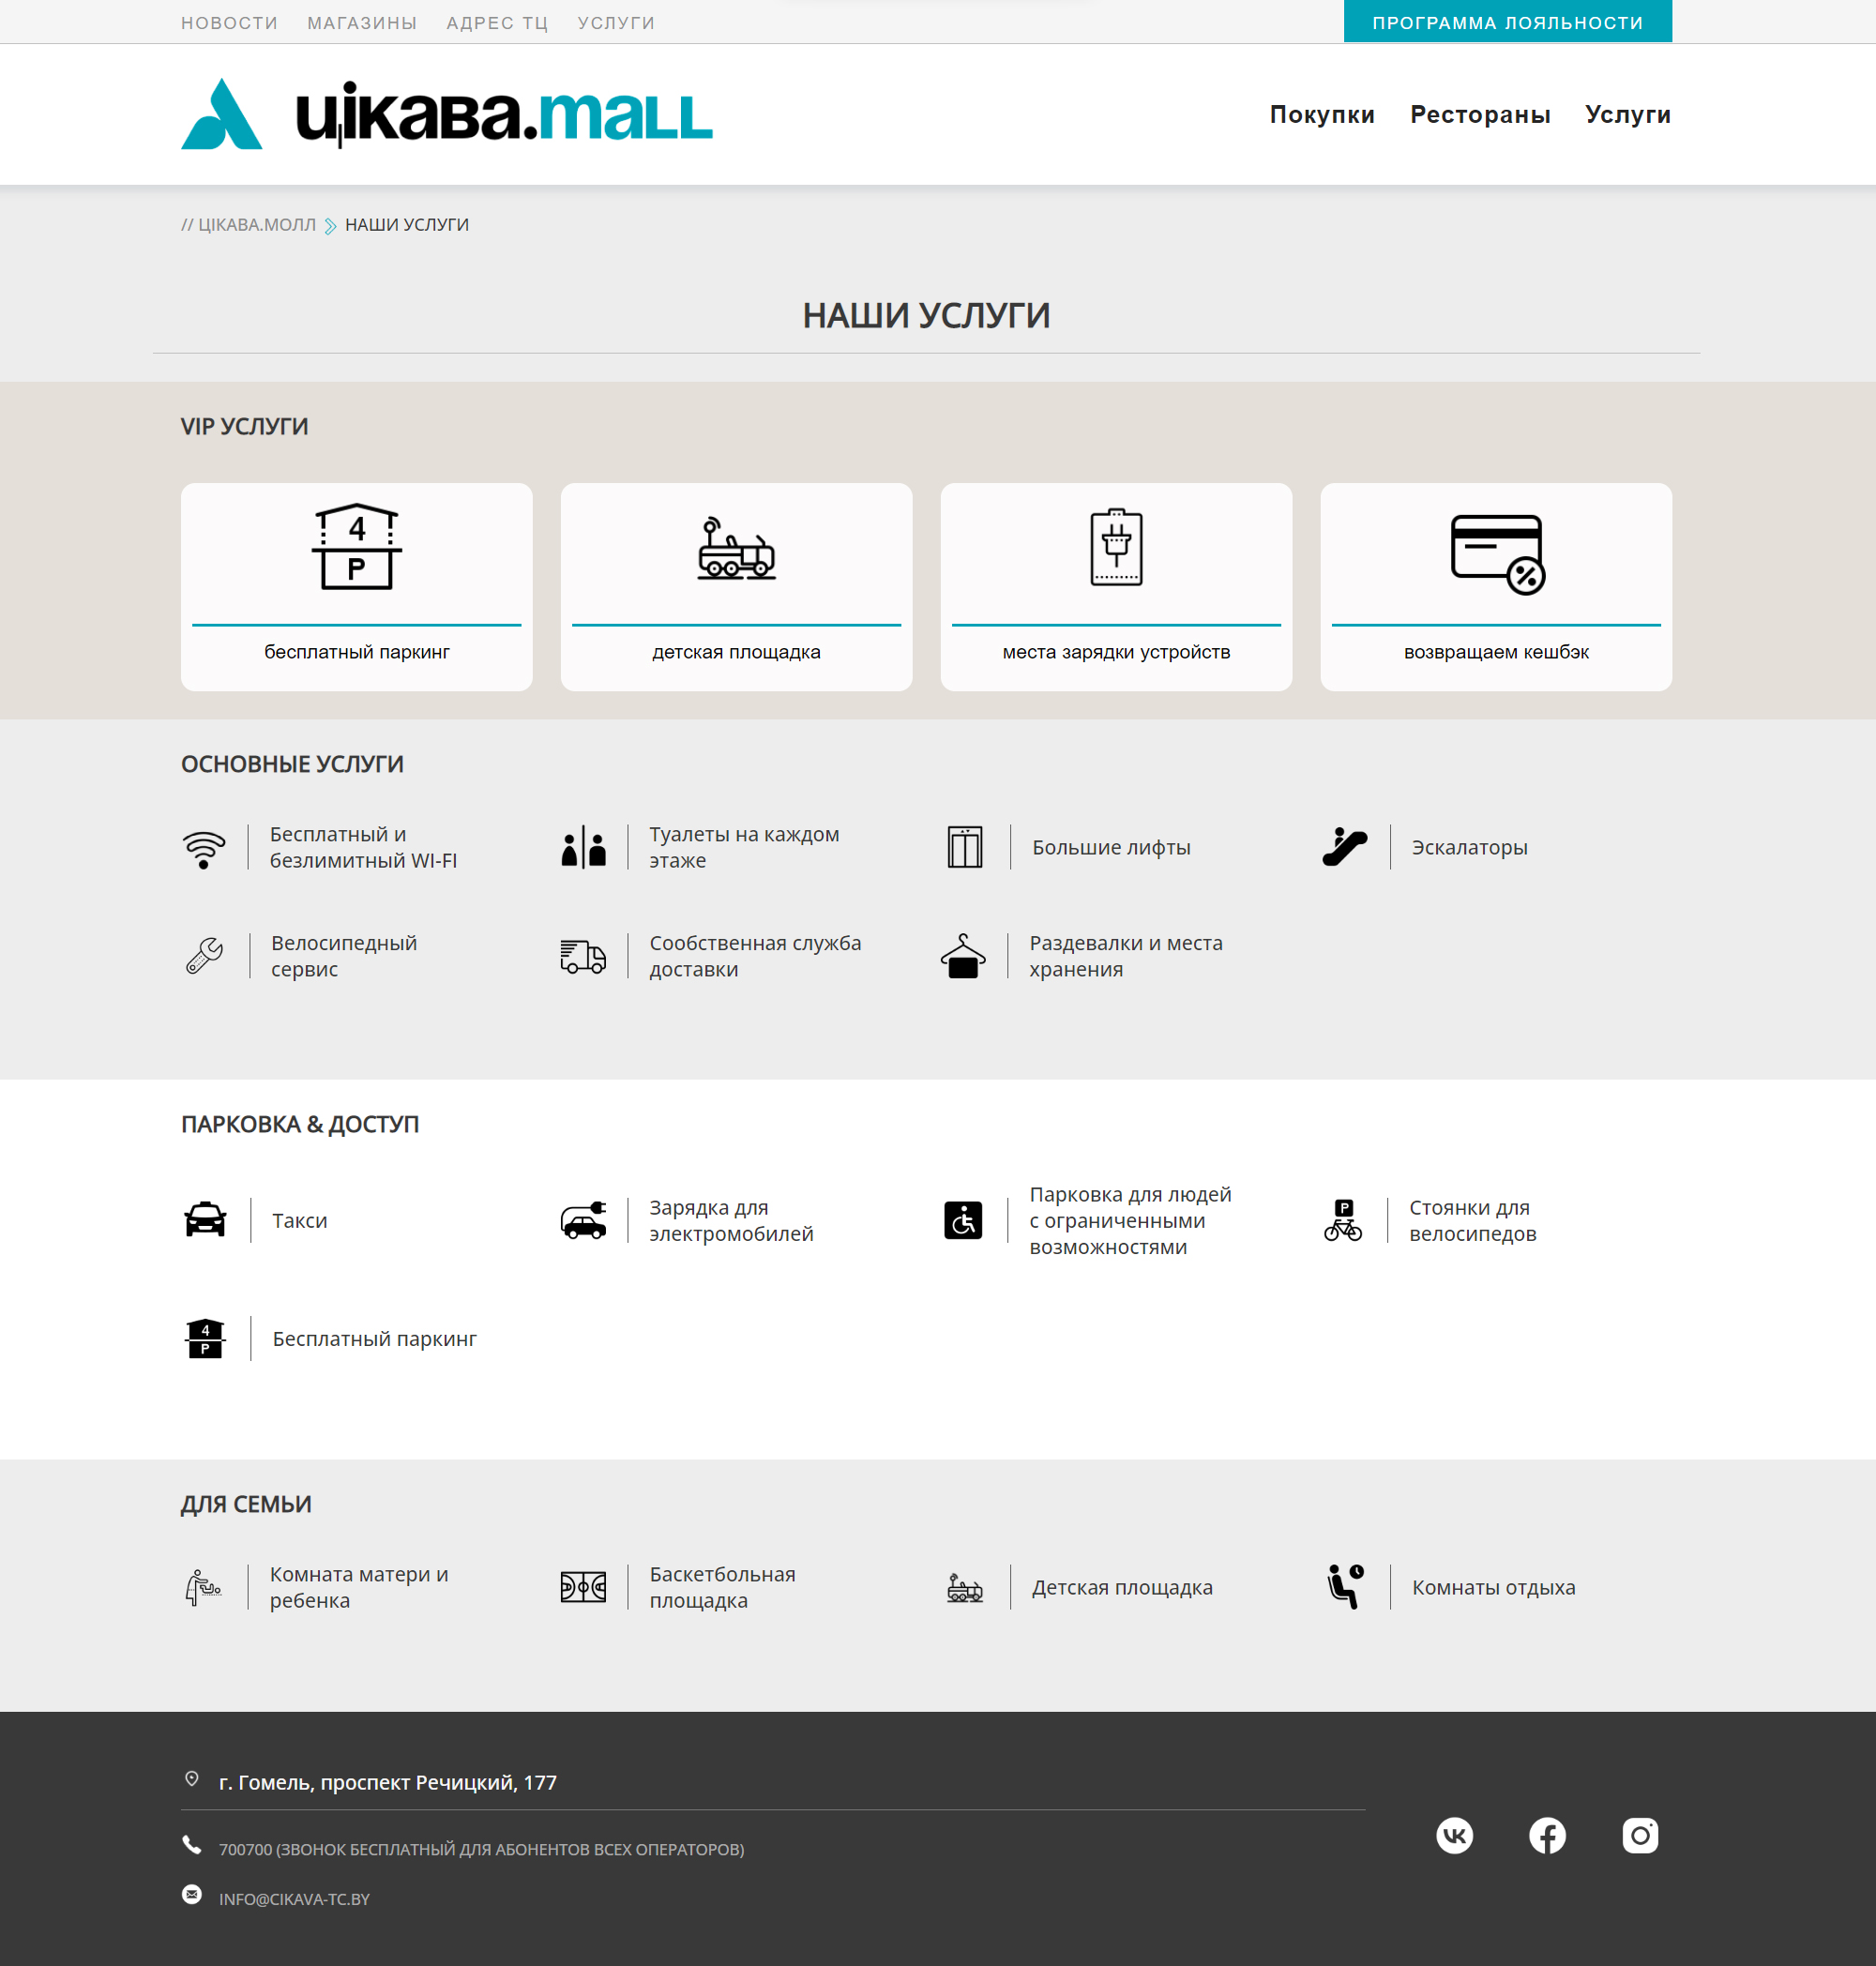 НОВОСТИ МАГАЗИНЫ АДРЕС ТЦ УСЛУГИ ПРОГРАММА ЛОЯЛЬНОСТИ
цікава.mall
Покупки Рестораны Услуги
// ЦІКАВА.МОЛЛ НАШИ УСЛУГИ
НАШИ УСЛУГИ
VIP УСЛУГИ
4
P
бесплатный паркинг
детская площадка
места зарядки устройств
%
возвращаем кешбэк
ОСНОВНЫЕ УСЛУГИ
Бесплатный и
безлимитный WI-FI
Туалеты на каждом
этаже
Большие лифты
Эскалаторы
Велосипедный
сервис
Сообственная служба
доставки
Раздевалки и места
хранения
ПАРКОВКА & ДОСТУП
Такси
Зарядка для
электромобилей
Парковка для людей
с ограниченными
возможностями
P
Стоянки для
велосипедов
4
P
Бесплатный паркинг
ДЛЯ СЕМЬИ
Комната матери и
ребенка
Баскетбольная
площадка
Детская площадка
Комнаты отдыха
г. Гомель, проспект Речицкий, 177
700700 (ЗВОНОК БЕСПЛАТНЫЙ ДЛЯ АБОНЕНТОВ ВСЕХ ОПЕРАТОРОВ)
INFO@CIKAVA-TC.BY